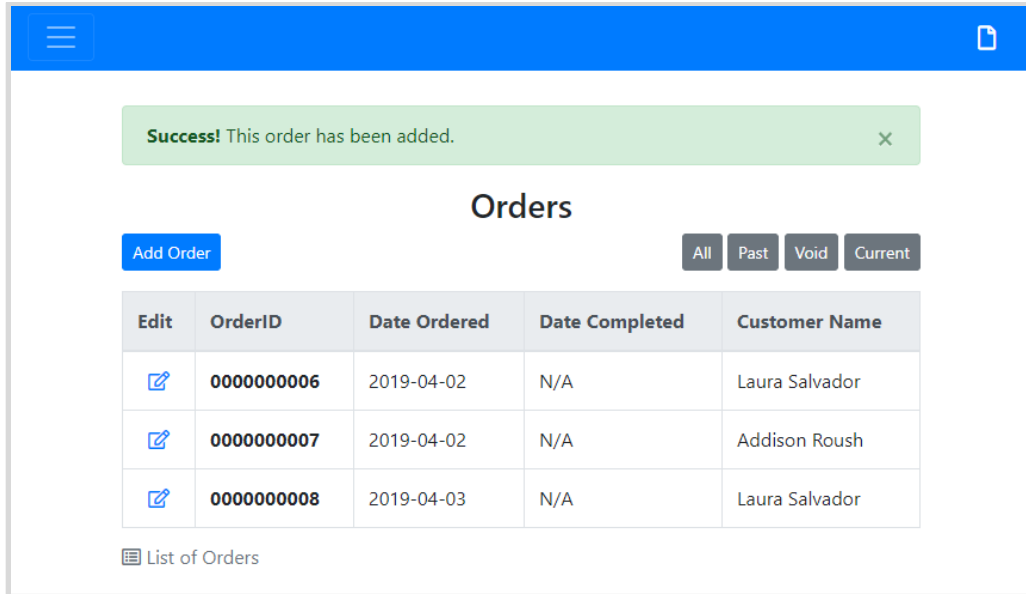 Success! This order has been added. ×
Orders
Add Order All Past Void Current
Edit OrderID Date Ordered Date Completed Customer Name
0000000006 2019-04-02 N/A Laura Salvador
0000000007 2019-04-02 N/A Addison Roush
0000000008 2019-04-03 N/A Laura Salvador
List of Orders